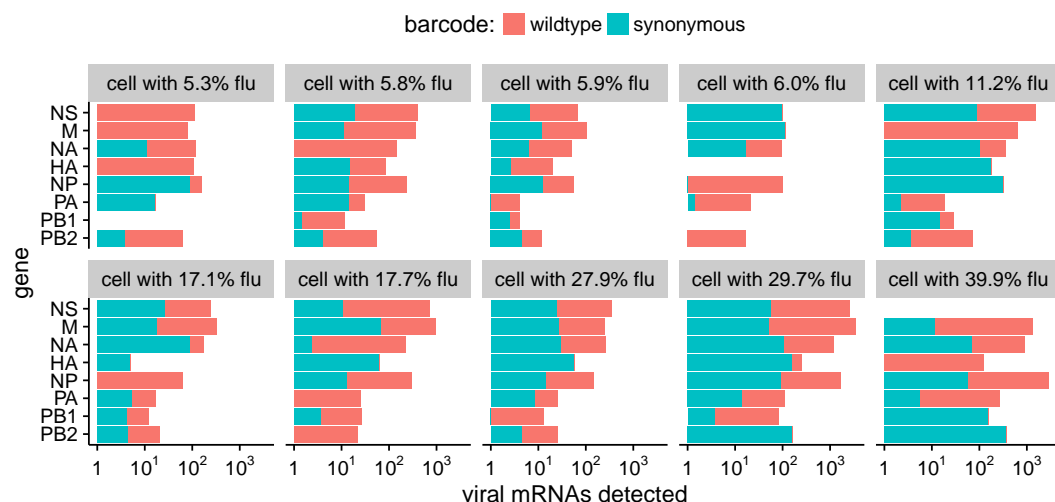 barcode: wildtype synonymous
cell with 5.3% flu cell with 5.8% flu cell with 5.9% flu cell with 6.0% flu cell with 11.2% flu
NS
M
NA
HA
NP
PA
PB1
PB2
gene
cell with 17.1% flu cell with 17.7% flu cell with 27.9% flu cell with 29.7% flu cell with 39.9% flu
NS
M
NA
HA
NP
PA
PB1
PB2
1 10¹ 10² 10³ 1 10¹ 10² 10³ 1 10¹ 10² 10³ 1 10¹ 10² 10³ 1 10¹ 10² 10³
viral mRNAs detected